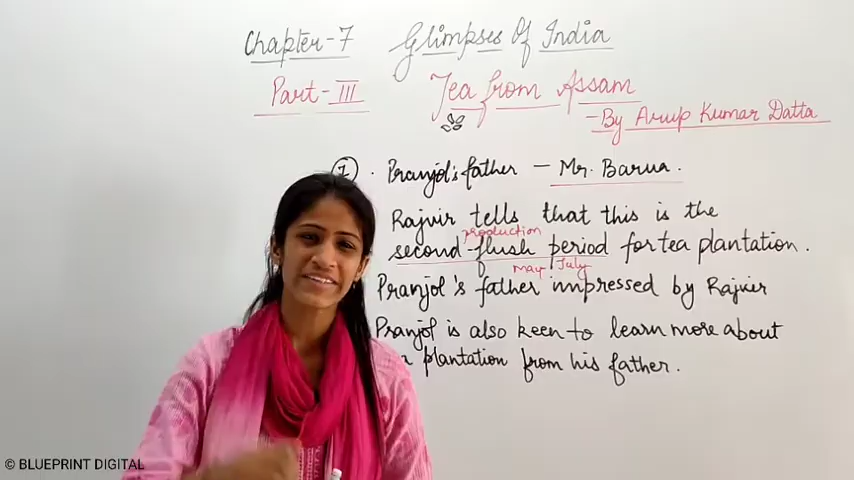 Chapter-7 Glimpses Of India
Part-III Tea from Assam
-By Arup Kumar Datta
7. Pranjol's father - Mr. Barua.
Rajvir tells that this is the
production
second-flush period for tea plantation.
may July
Pranjol's father impressed by Rajvir
Pranjol is also keen to learn more about
plantation from his father.
© BLUEPRINT DIGITAL